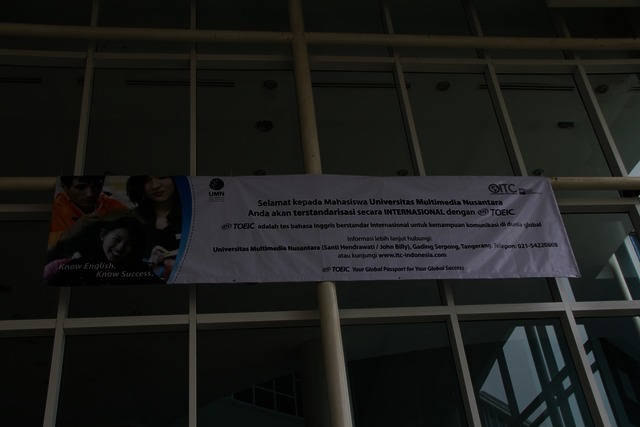 UMN
ITC
Selamat kepada Mahasiswa Universitas Multimedia Nusantara
Anda akan terstandarisasi secara INTERNASIONAL dengan TOEIC
TOEIC adalah tes bahasa Inggris berstandar internasional untuk kemampuan komunikasi di dunia global
Informasi lebih lanjut hubungi:
Universitas Multimedia Nusantara (Santi Hendrawati / John Billy), Gading Serpong, Tangerang, Telepon: 021-54220808
atau kunjungi www.itc-indonesia.com
TOEIC Your Global Passport for Your Global Success
Know English.
Know Success.